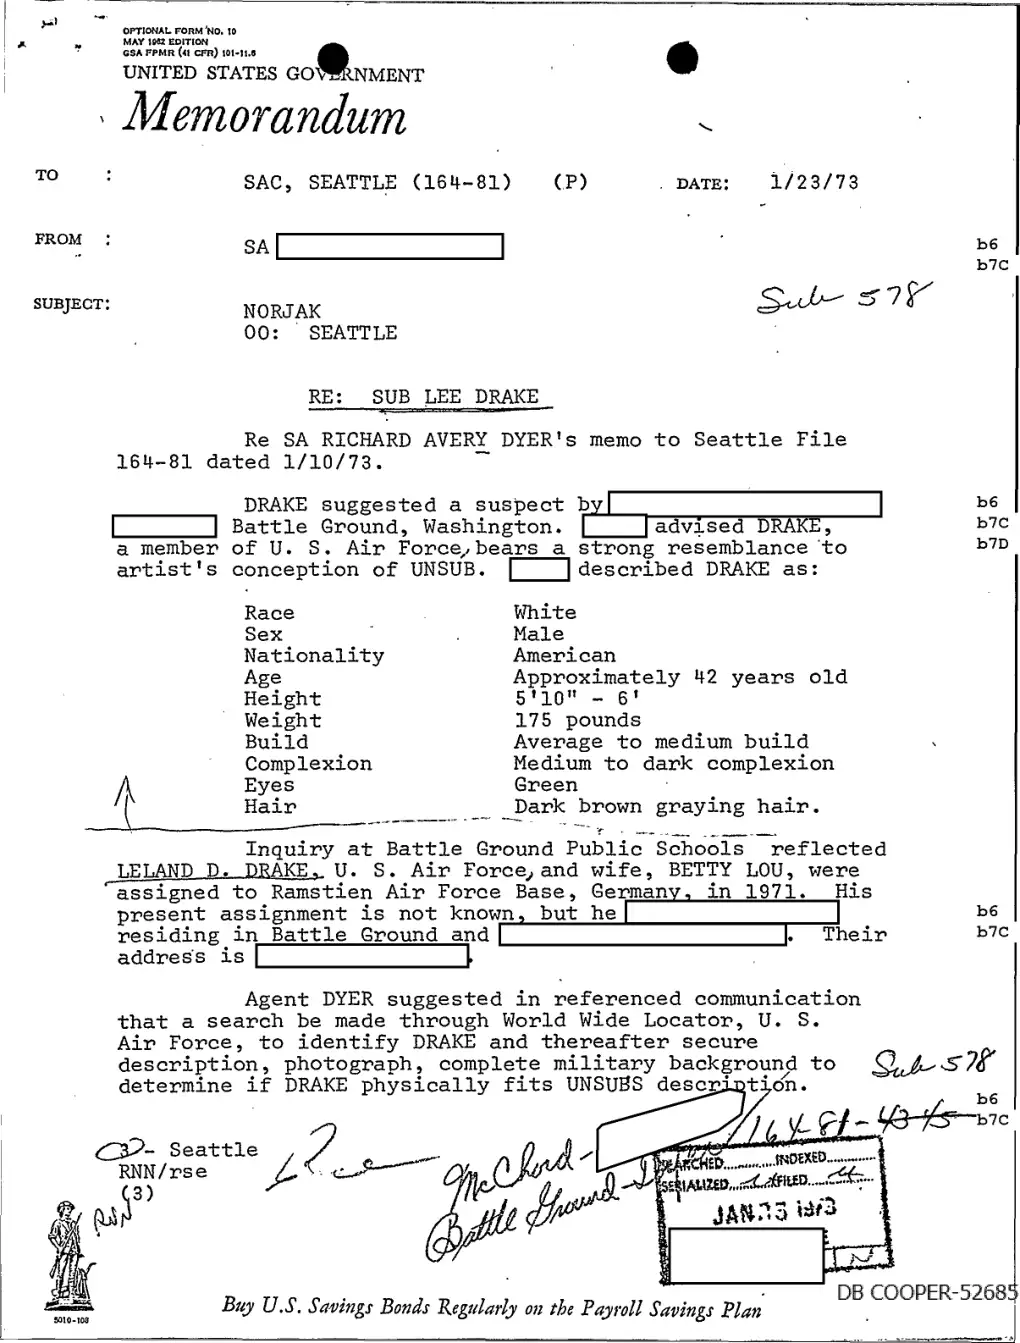 OPTIONAL FORM NO. 10
MAY 1962 EDITION
GSA FPMR (41 CFR) 101-11.6
UNITED STATES GOVERNMENT
Memorandum
TO : SAC, SEATTLE (164-81) (P) DATE: 1/23/73
FROM : SA b6
b7C
Sub 578
SUBJECT: NORJAK
OO: SEATTLE
RE: SUB LEE DRAKE
Re SA RICHARD AVERY DYER's memo to Seattle File
164-81 dated 1/10/73.
DRAKE suggested a suspect by b6
Battle Ground, Washington. advised DRAKE, b7C
a member of U. S. Air Force, bears a strong resemblance to b7D
artist's conception of UNSUB. described DRAKE as:
Race White
Sex Male
Nationality American
Age Approximately 42 years old
Height 5'10" - 6'
Weight 175 pounds
Build Average to medium build
Complexion Medium to dark complexion
Eyes Green
Hair Dark brown graying hair.
Inquiry at Battle Ground Public Schools reflected
LELAND D. DRAKE, U. S. Air Force, and wife, BETTY LOU, were
assigned to Ramstien Air Force Base, Germany, in 1971. His
present assignment is not known, but he b6
residing in Battle Ground and . Their b7C
address is .
Agent DYER suggested in referenced communication
that a search be made through World Wide Locator, U. S.
Air Force, to identify DRAKE and thereafter secure
description, photograph, complete military background to
determine if DRAKE physically fits UNSUBS description.
Sub 578
b6
b7C
164-81-4345
3 - Seattle
RNN/rse
(3)
RNN
McChord -
Battle Ground -
SEARCHED INDEXED
SERIALIZED FILED
JAN 1973
N
DB COOPER-52685
Buy U.S. Savings Bonds Regularly on the Payroll Savings Plan
5010-108